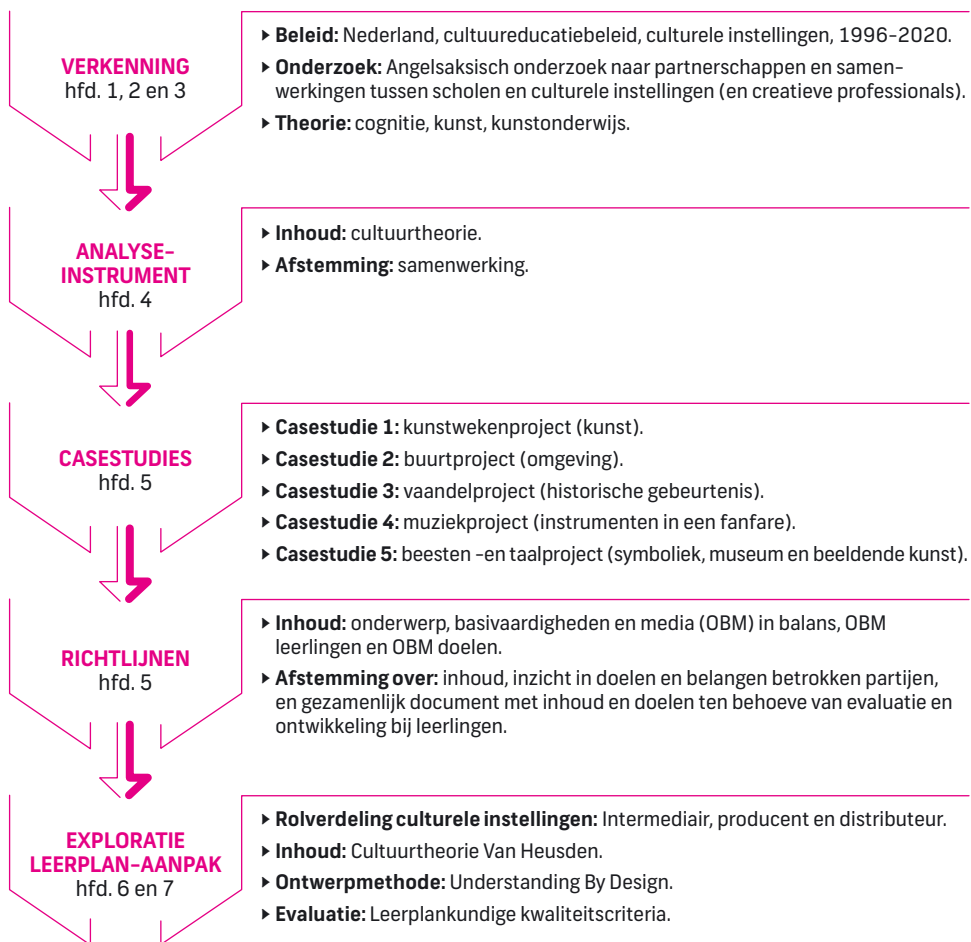 VERKENNING
hfd. 1, 2 en 3
▸ Beleid: Nederland, cultuureducatiebeleid, culturele instellingen, 1996-2020.
▸ Onderzoek: Angelsaksisch onderzoek naar partnerschappen en samen-
werkingen tussen scholen en culturele instellingen (en creatieve professionals).
▸ Theorie: cognitie, kunst, kunstonderwijs.
ANALYSE-
INSTRUMENT
hfd. 4
▸ Inhoud: cultuurtheorie.
▸ Afstemming: samenwerking.
CASESTUDIES
hfd. 5
▸ Casestudie 1: kunstwekenproject (kunst).
▸ Casestudie 2: buurtproject (omgeving).
▸ Casestudie 3: vaandelproject (historische gebeurtenis).
▸ Casestudie 4: muziekproject (instrumenten in een fanfare).
▸ Casestudie 5: beesten -en taalproject (symboliek, museum en beeldende kunst).
RICHTLIJNEN
hfd. 5
▸ Inhoud: onderwerp, basivaardigheden en media (OBM) in balans, OBM
leerlingen en OBM doelen.
▸ Afstemming over: inhoud, inzicht in doelen en belangen betrokken partijen,
en gezamenlijk document met inhoud en doelen ten behoeve van evaluatie en
ontwikkeling bij leerlingen.
EXPLORATIE
LEERPLAN-AANPAK
hfd. 6 en 7
▸ Rolverdeling culturele instellingen: Intermediair, producent en distributeur.
▸ Inhoud: Cultuurtheorie Van Heusden.
▸ Ontwerpmethode: Understanding By Design.
▸ Evaluatie: Leerplankundige kwaliteitscriteria.